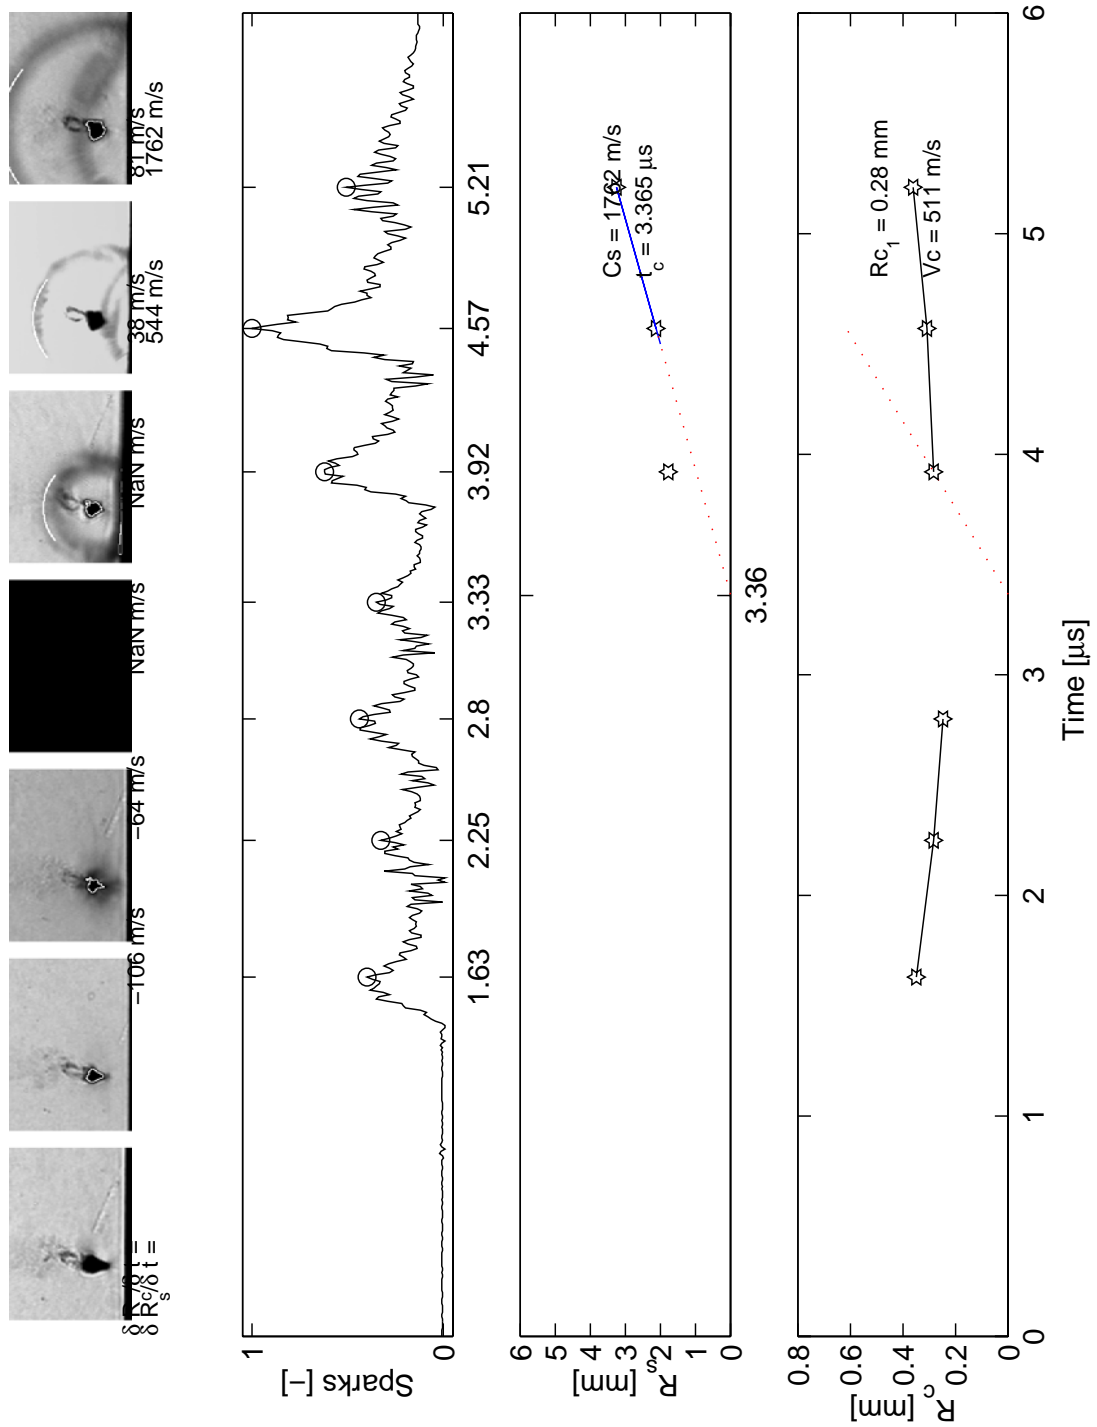 δ Rc/δ t =
δ Rs/δ t =
−106 m/s
−64 m/s
NaN m/s
NaN m/s
38 m/s
544 m/s
81 m/s
1762 m/s
Sparks [−]
1
0
1.63
2.25
2.8
3.33
3.92
4.57
5.21
Rs [mm]
6
5
4
3
2
1
0
3.36
Cs = 1762 m/s
tc = 3.365 µs
Rc [mm]
0.8
0.6
0.4
0.2
0
Rc1 = 0.28 mm
Vc = 511 m/s
0
1
2
3
4
5
6
Time [µs]